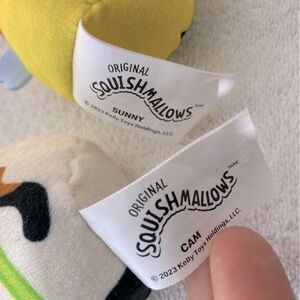 ORIGINAL
SQUISHMALLOWS
SUNNY
© 2023 Kelly Toys Holdings, LLC.
ORIGINAL
SQUISHMALLOWS
CAM
© 2023 Kelly Toys Holdings, LLC.